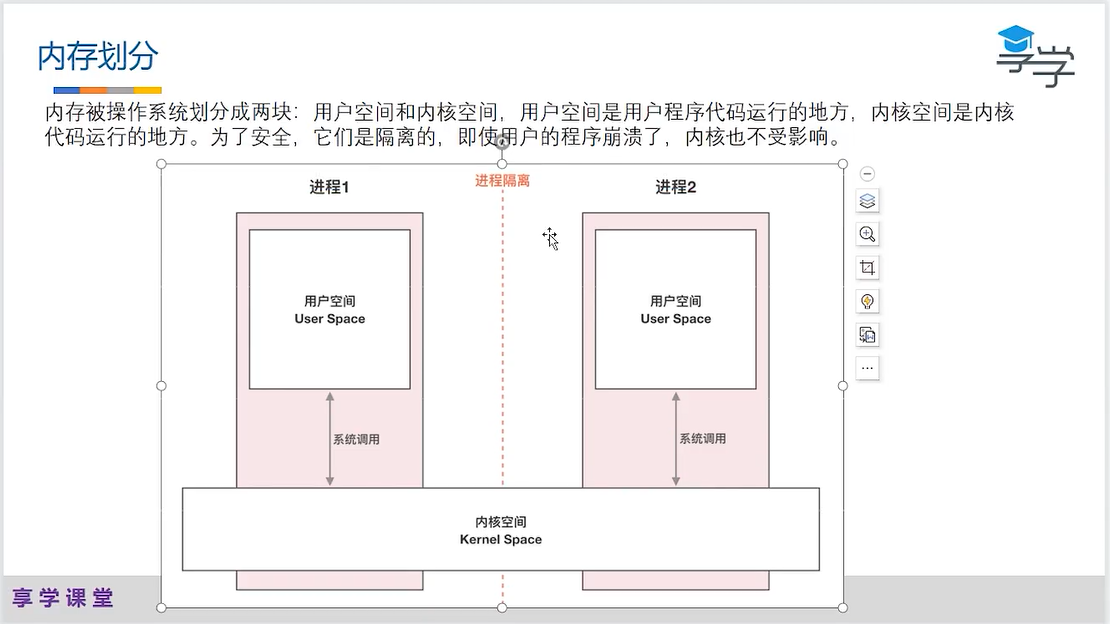 内存划分
享学
内存被操作系统划分成两块：用户空间和内核空间，用户空间是用户程序代码运行的地方，内核空间是内核
代码运行的地方。为了安全，它们是隔离的，即使用户的程序崩溃了，内核也不受影响。
进程1
进程隔离
进程2
用户空间
User Space
用户空间
User Space
系统调用
系统调用
内核空间
Kernel Space
享学课堂